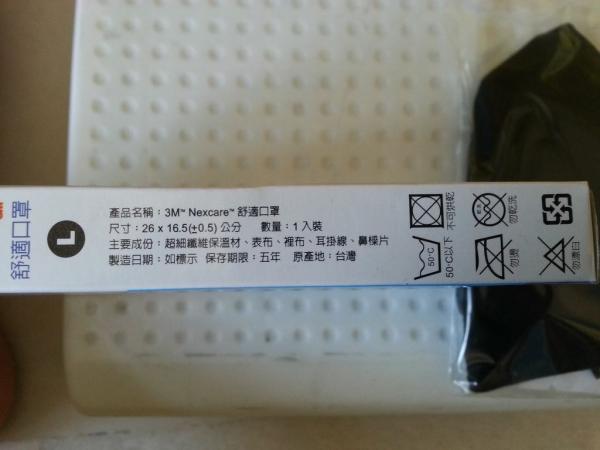 舒適口罩
L
產品名稱：3M™ Nexcare™ 舒適口罩
尺寸：26 x 16.5(±0.5) 公分 數量：1 入裝
主要成份：超細纖維保溫材、表布、裡布、耳掛線、鼻樑片
製造日期：如標示 保存期限：五年 原產地：台灣
不可烘乾
勿乾洗
50°C
50°C以下
勿燙
勿漂白